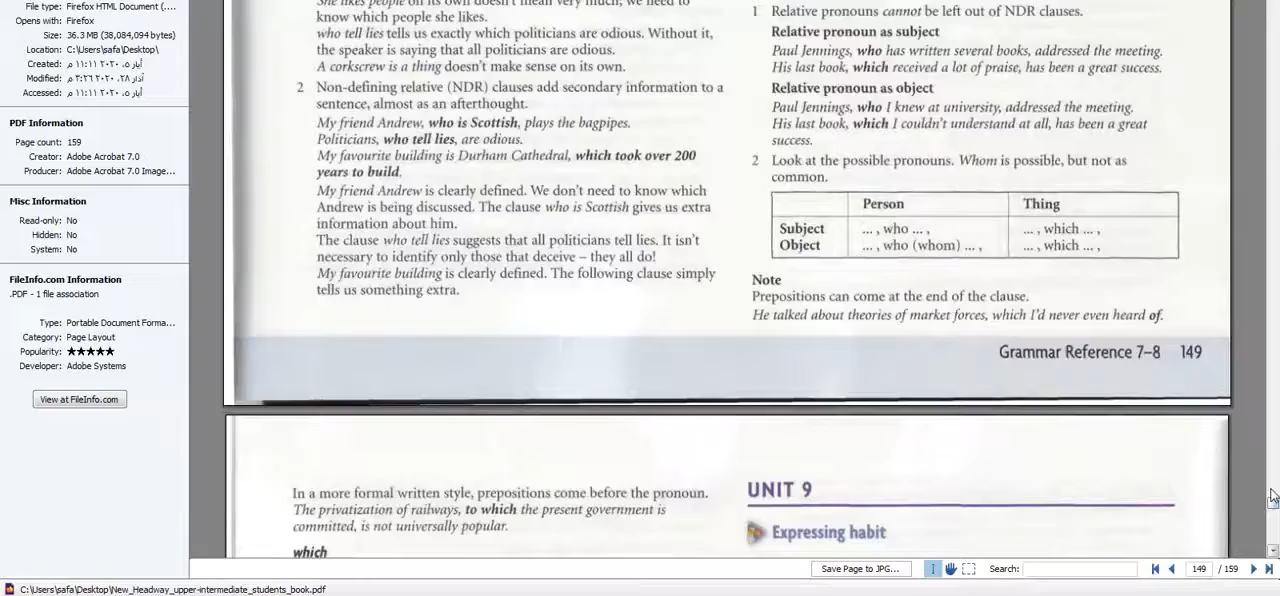 File type: Firefox HTML Document (....
Opens with: Firefox
Size: 36.3 MB (38,084,094 bytes)
Location: C:\Users\safa\Desktop\
Created: أيار ٠٥, ٢٠٢٠ ١١:١١ م
Modified: آذار ٢٨, ٢٠٢٠ ٣:٢٦ م
Accessed: أيار ٠٥, ٢٠٢٠ ١١:١١ م
PDF Information
Page count: 159
Creator: Adobe Acrobat 7.0
Producer: Adobe Acrobat 7.0 Image...
Misc Information
Read-only: No
Hidden: No
System: No
FileInfo.com Information
.PDF - 1 file association
Type: Portable Document Forma...
Category: Page Layout
Popularity: ★★★★★
Developer: Adobe Systems
View at FileInfo.com
She likes people on its own doesn't mean very much; we need to
know which people she likes.
who tell lies tells us exactly which politicians are odious. Without it,
the speaker is saying that all politicians are odious.
A corkscrew is a thing doesn't make sense on its own.
2 Non-defining relative (NDR) clauses add secondary information to a
sentence, almost as an afterthought.
My friend Andrew, who is Scottish, plays the bagpipes.
Politicians, who tell lies, are odious.
My favourite building is Durham Cathedral, which took over 200
years to build.
My friend Andrew is clearly defined. We don't need to know which
Andrew is being discussed. The clause who is Scottish gives us extra
information about him.
The clause who tell lies suggests that all politicians tell lies. It isn't
necessary to identify only those that deceive – they all do!
My favourite building is clearly defined. The following clause simply
tells us something extra.
1 Relative pronouns cannot be left out of NDR clauses.
Relative pronoun as subject
Paul Jennings, who has written several books, addressed the meeting.
His last book, which received a lot of praise, has been a great success.
Relative pronoun as object
Paul Jennings, who I knew at university, addressed the meeting.
His last book, which I couldn't understand at all, has been a great
success.
2 Look at the possible pronouns. Whom is possible, but not as
common.
Person Thing
Subject ... , who ... , ... , which ... ,
Object ... , who (whom) ... , ... , which ... ,
Note
Prepositions can come at the end of the clause.
He talked about theories of market forces, which I'd never even heard of.
Grammar Reference 7–8 149
In a more formal written style, prepositions come before the pronoun.
The privatization of railways, to which the present government is
committed, is not universally popular.
which
UNIT 9
Expressing habit
Save Page to JPG... Search: 149 / 159
C:\Users\safa\Desktop\New_Headway_upper-intermediate_students_book.pdf